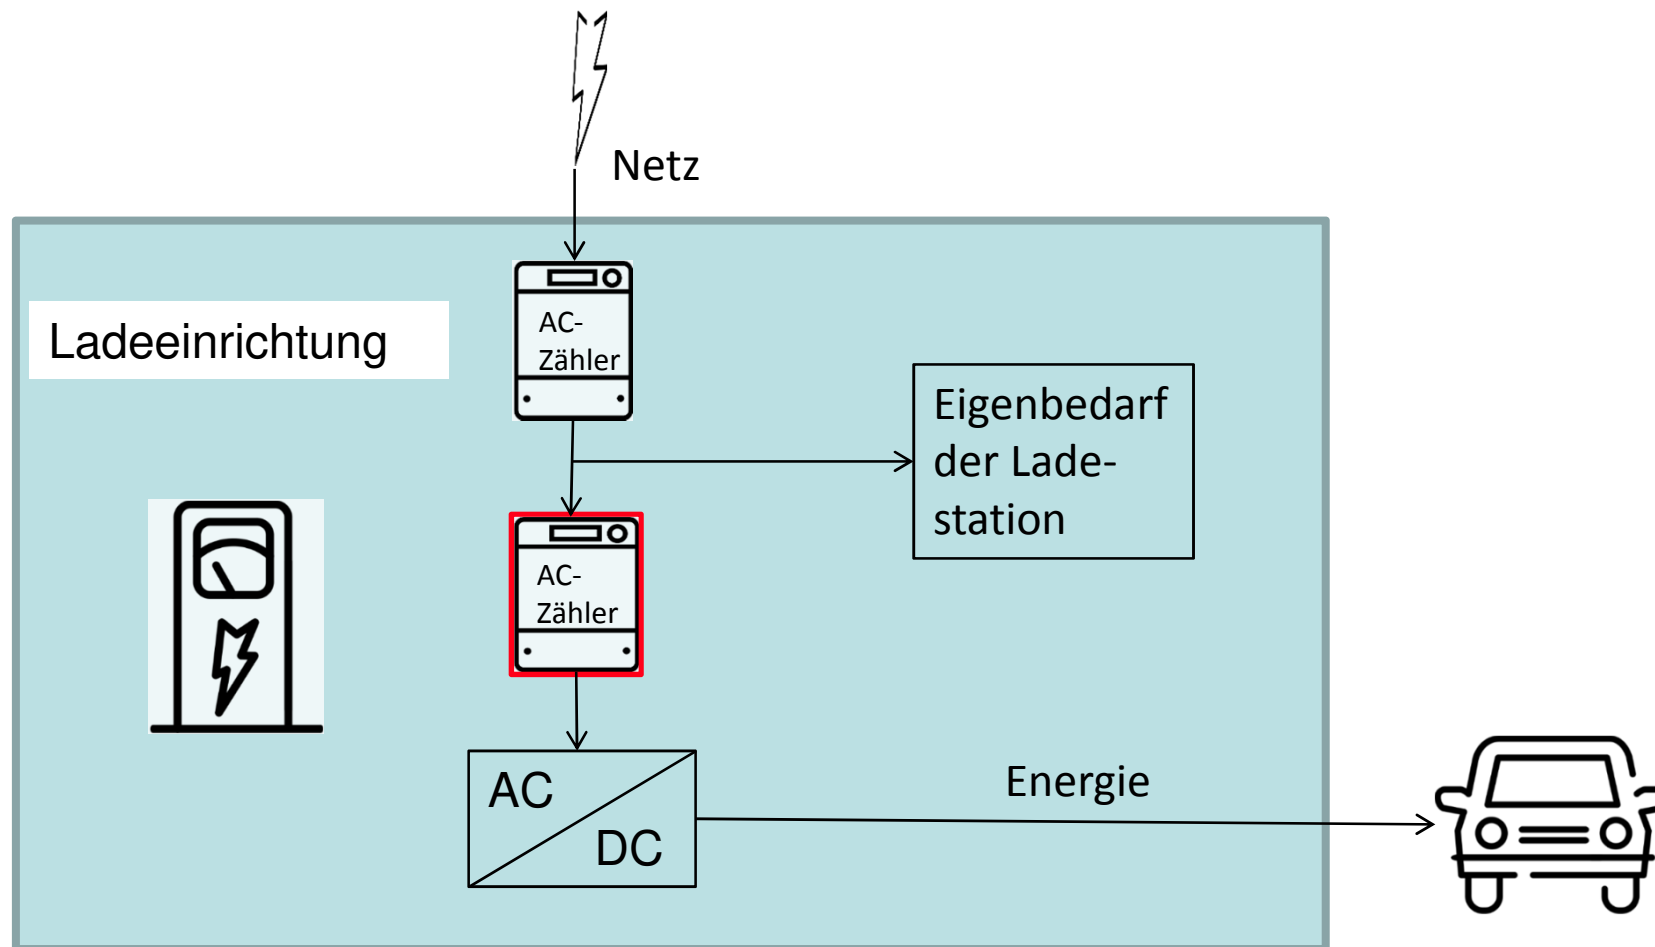 Netz
Ladeeinrichtung
AC-
Zähler
Eigenbedarf
der Lade-
station
AC-
Zähler
AC
DC
Energie